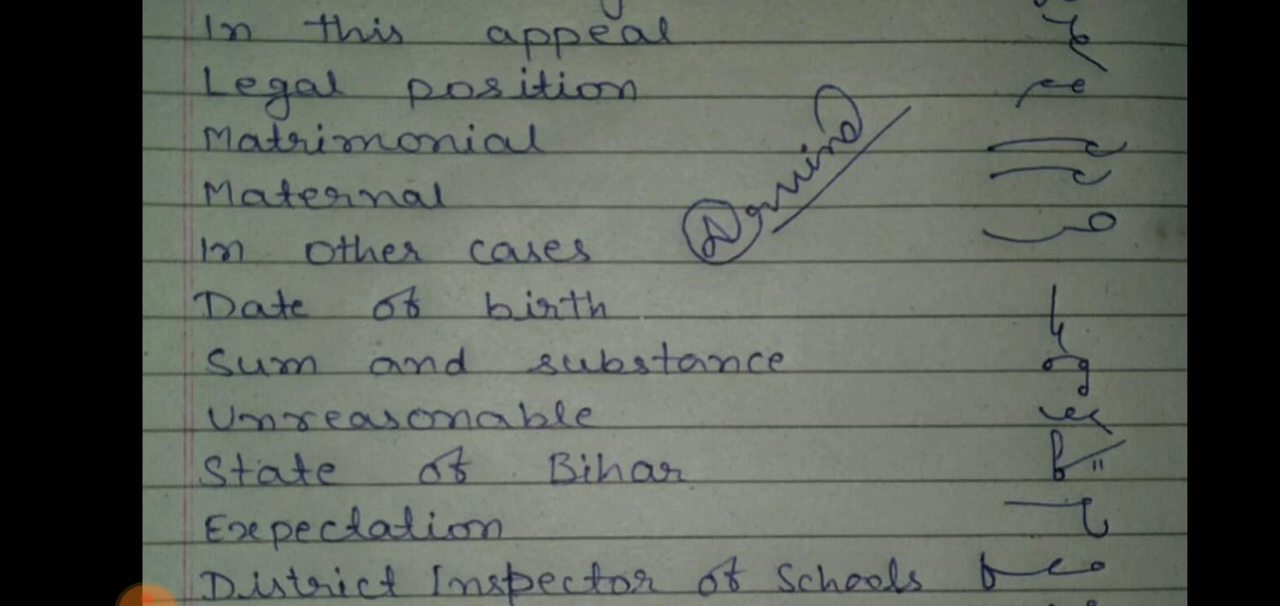 In this appeal
Legal position
Matrimonial
Maternal
In other cases
Date of birth
Sum and substance
Unreasonable
State of Bihar
Expectation
District Inspector of Schools